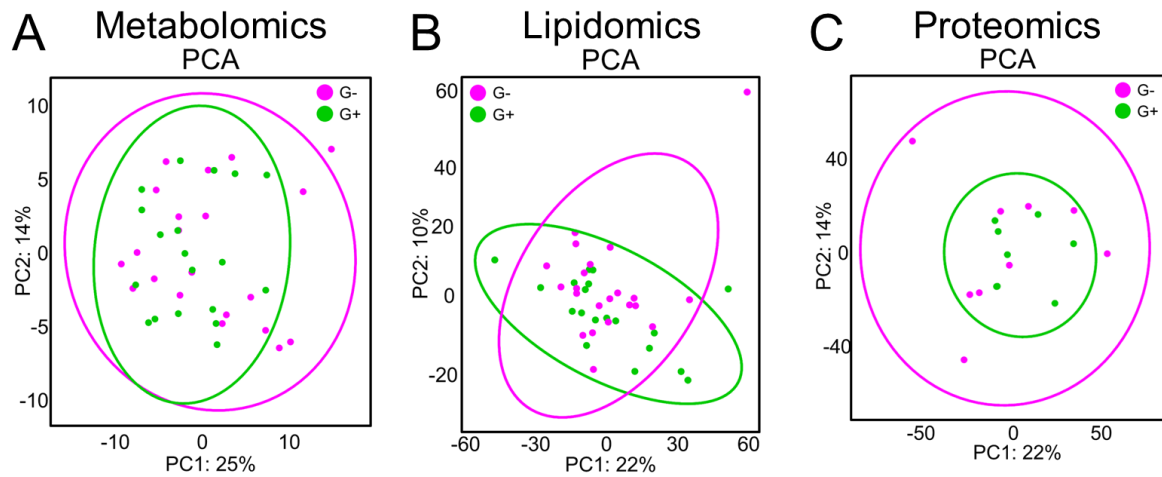 A Metabolomics
PCA
G-
G+
10
5
0
-5
-10
PC2: 14%
-10 0 10
PC1: 25%
B Lipidomics
PCA
G-
G+
60
40
20
0
-20
PC2: 10%
-60 -30 0 30 60
PC1: 22%
C Proteomics
PCA
G-
G+
40
0
-40
PC2: 14%
-50 0 50
PC1: 22%